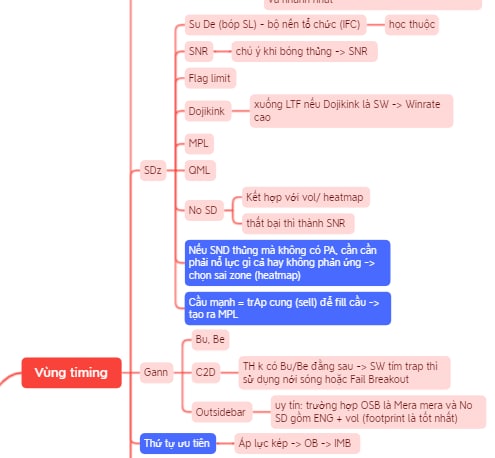 và nhanh nhất
Su De (bóp SL) - bộ nến tổ chức (IFC)
học thuộc
SNR
chú ý khi bóng thủng -> SNR
Flag limit
Dojikink
xuống LTF nếu Dojikink là SW -> Winrate
cao
MPL
SDz
QML
No SD
Kết hợp với vol/ heatmap
thất bại thì thành SNR
Nếu SND thủng mà không có PA, cần cần
phải nỗ lực gì cả hay không phản ứng ->
chọn sai zone (heatmap)
Cầu mạnh = trAp cung (sell) để fill cầu ->
tạo ra MPL
Vùng timing
Gann
Bu, Be
C2D
TH k có Bu/Be đằng sau -> SW tìm trap thì
sử dụng nới sóng hoặc Fail Breakout
Outsidebar
uy tín: trường hợp OSB là Mera mera và No
SD gồm ENG + vol (footprint là tốt nhất)
Thứ tự ưu tiên
Áp lực kép -> OB -> IMB